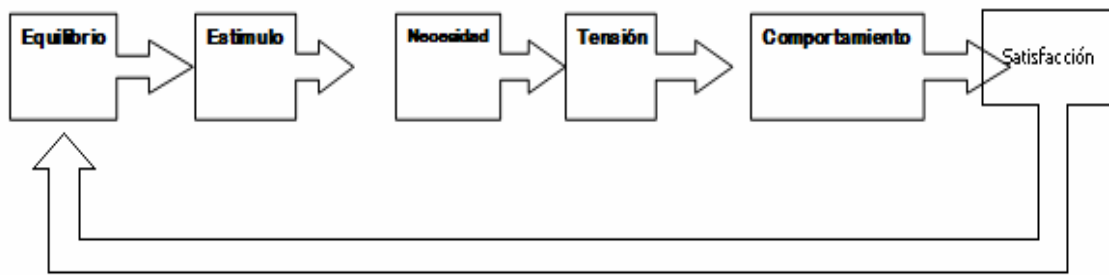 Equilibrio
Estimulo
Necesidad
Tensión
Comportamiento
Satisfacción